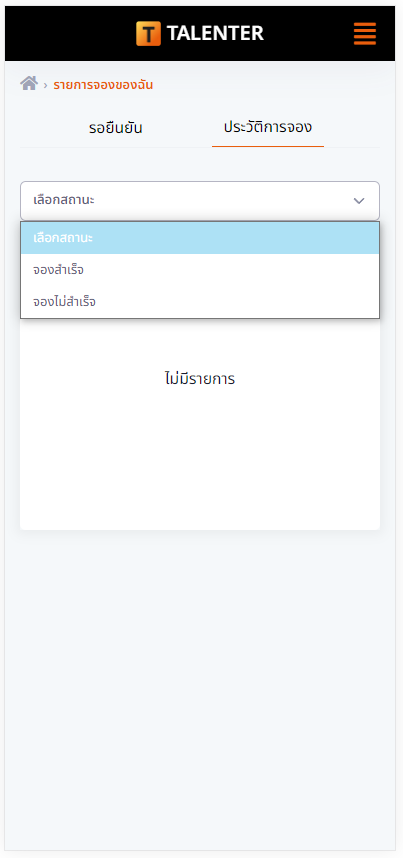 T TALENTER
› รายการจองของฉัน
รอยืนยัน ประวัติการจอง
เลือกสถานะ
เลือกสถานะ
จองสำเร็จ
จองไม่สำเร็จ
ไม่มีรายการ